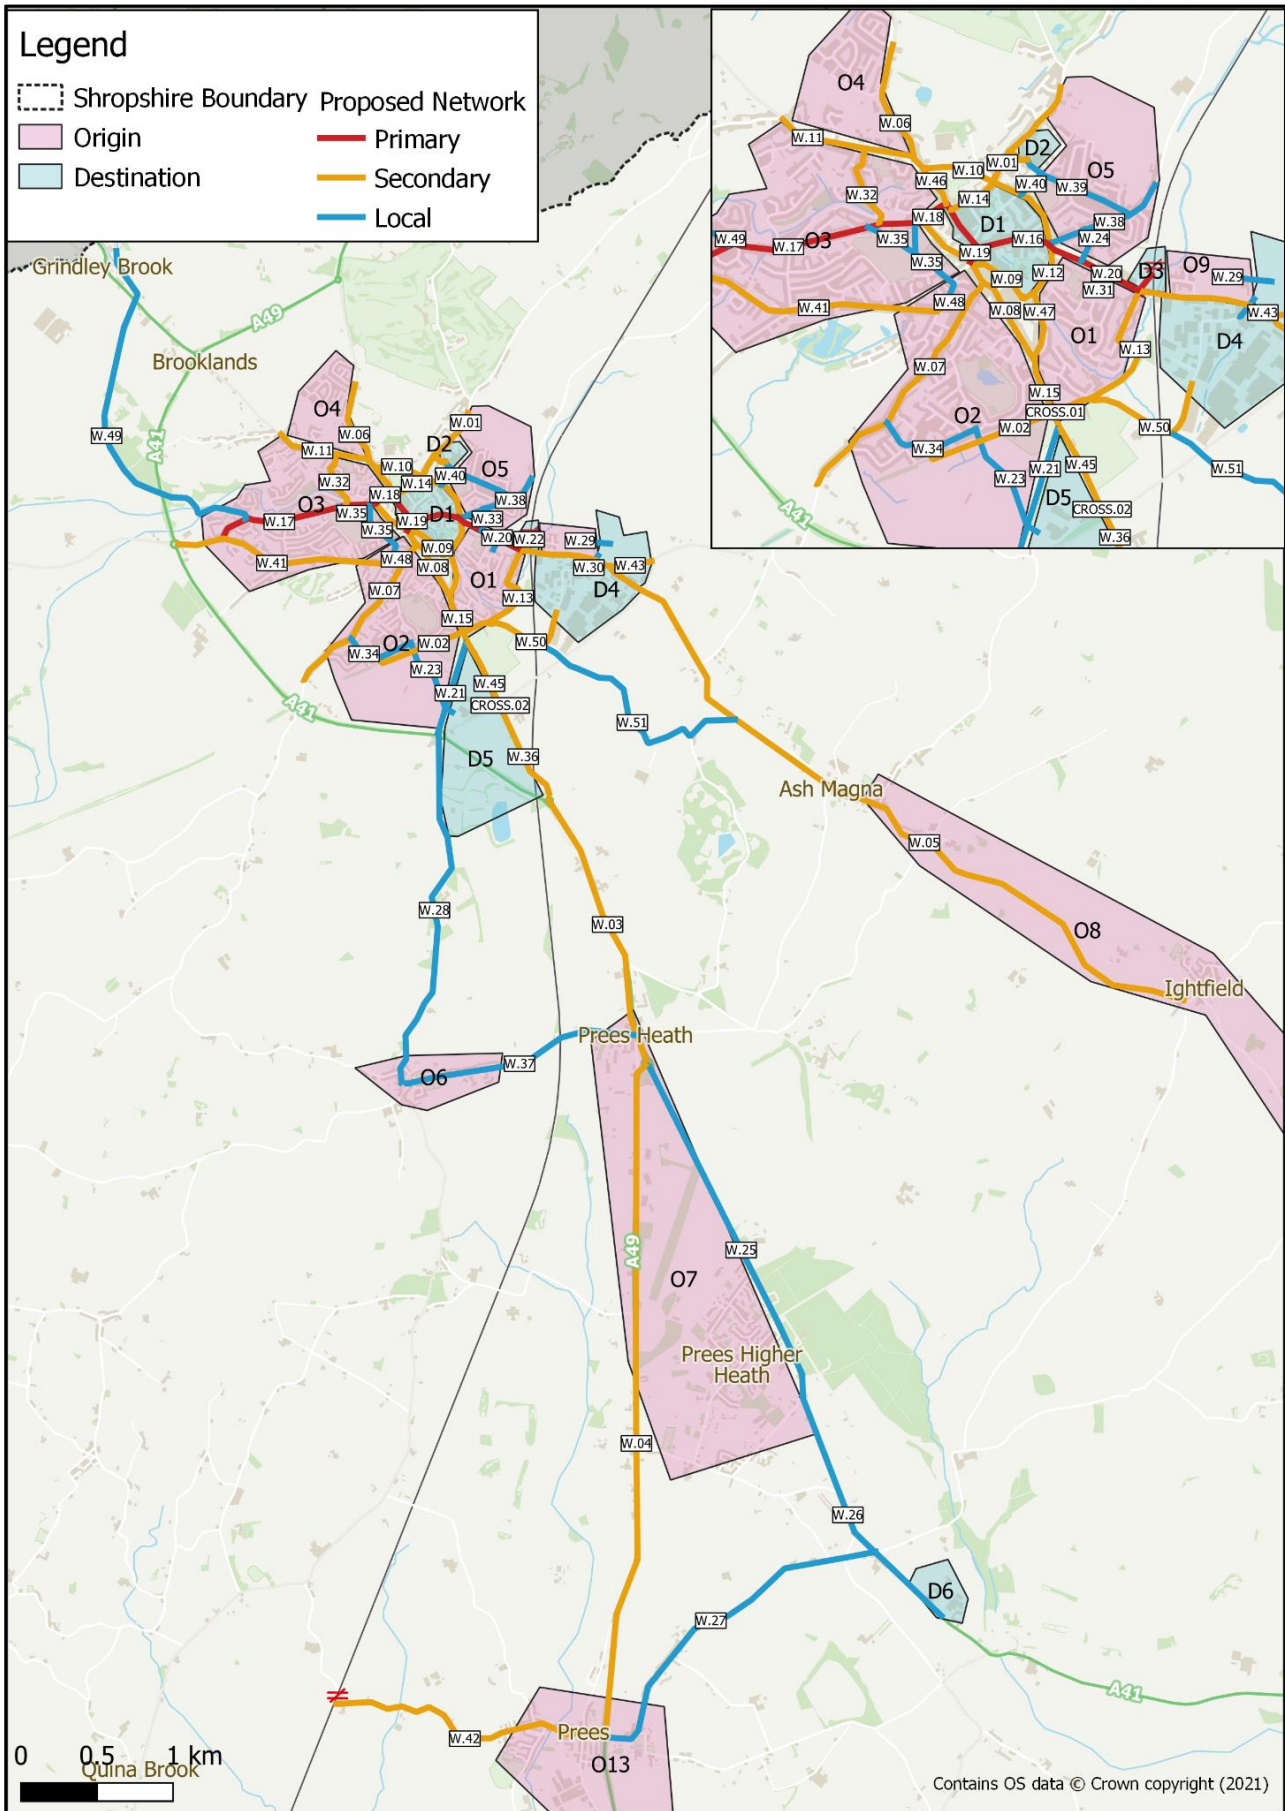 Legend
Shropshire Boundary
Origin
Destination
Proposed Network
Primary
Secondary
Local
O4
W.06
W.11
W.01
D2
W.10
W.46
W.40
W.39
O5
W.32
W.14
W.18
D1
W.38
W.49
W.17
O3
W.35
W.16
W.24
W.35
W.19
W.12
W.20
D3
O9
W.29
W.09
W.31
W.41
W.48
W.08
W.47
W.43
O1
D4
W.13
W.07
W.15
O2
CROSS.01
W.02
W.50
W.34
W.21
W.45
W.51
W.23
D5
CROSS.02
A41
W.36
Grindley Brook
A49
Brooklands
O4
W.01
W.49
W.06
A41
W.11
D2
W.10
O5
W.32
W.40
W.14
W.18
W.38
O3
W.35
D1
W.17
W.19
W.33
W.35
W.20
W.22
W.29
W.09
W.48
W.41
W.08
W.30
W.43
O1
D4
W.07
W.13
W.15
O2
W.02
W.50
W.34
W.23
W.45
W.21
CROSS.02
A41
W.51
W.36
D5
Ash Magna
W.05
W.28
W.03
O8
Ightfield
Prees Heath
W.37
O6
A49
W.25
O7
Prees Higher
Heath
W.04
W.26
D6
W.27
A41
W.42
Prees
O13
0 0.5 1 km
Quina Brook
Contains OS data © Crown copyright (2021)